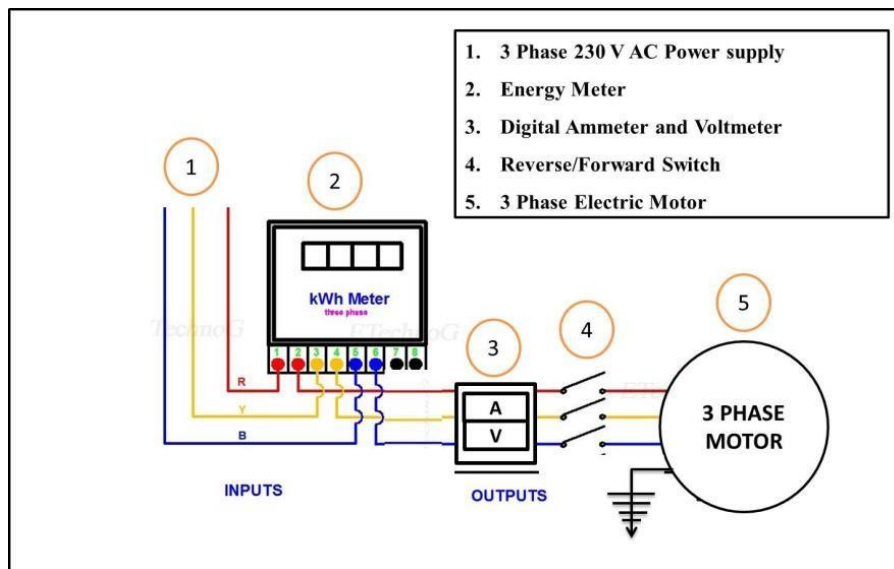 1. 3 Phase 230 V AC Power supply
2. Energy Meter
3. Digital Ammeter and Voltmeter
4. Reverse/Forward Switch
5. 3 Phase Electric Motor
1
2
kWh Meter
three phase
1 2 3 4 5 6 7 8
TechnoG
ETechnoG
3
4
5
R
Y
B
A
V
3 PHASE
MOTOR
INPUTS
OUTPUTS